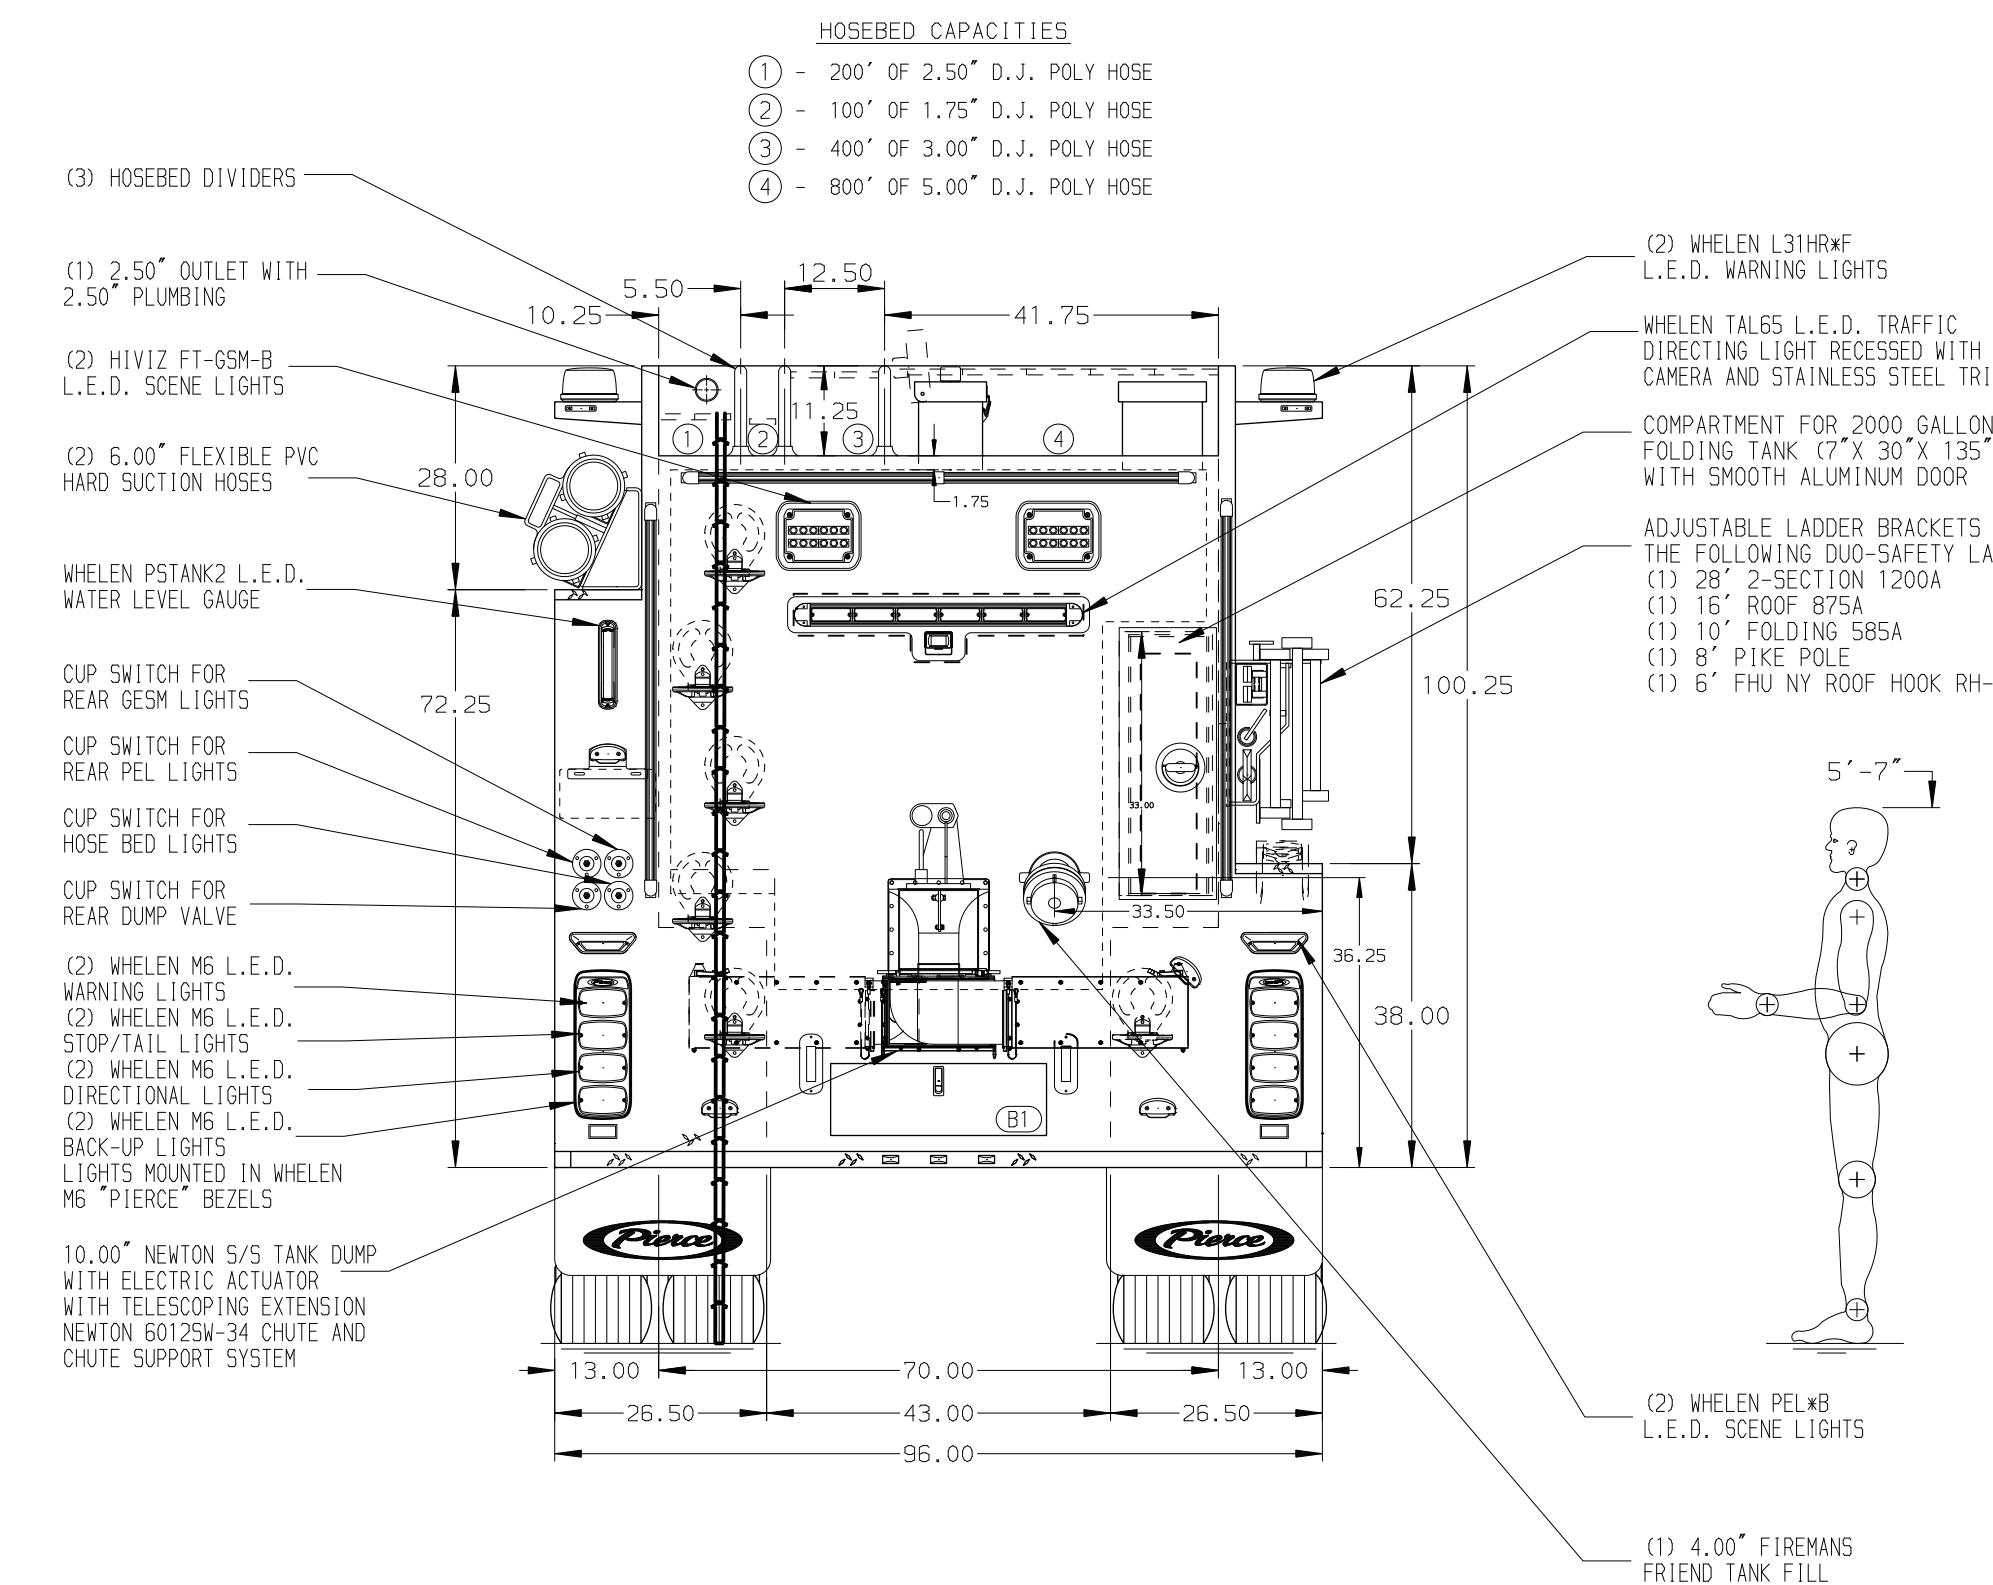 HOSEBED CAPACITIES
1 - 200' OF 2.50" D.J. POLY HOSE
2 - 100' OF 1.75" D.J. POLY HOSE
3 - 400' OF 3.00" D.J. POLY HOSE
4 - 800' OF 5.00" D.J. POLY HOSE
(3) HOSEBED DIVIDERS
(1) 2.50" OUTLET WITH
2.50" PLUMBING
(2) HIVIZ FT-GSM-B
L.E.D. SCENE LIGHTS
(2) 6.00" FLEXIBLE PVC
HARD SUCTION HOSES
WHELEN PSTANK2 L.E.D.
WATER LEVEL GAUGE
CUP SWITCH FOR
REAR GESM LIGHTS
CUP SWITCH FOR
REAR PEL LIGHTS
CUP SWITCH FOR
HOSE BED LIGHTS
CUP SWITCH FOR
REAR DUMP VALVE
(2) WHELEN M6 L.E.D.
WARNING LIGHTS
(2) WHELEN M6 L.E.D.
STOP/TAIL LIGHTS
(2) WHELEN M6 L.E.D.
DIRECTIONAL LIGHTS
(2) WHELEN M6 L.E.D.
BACK-UP LIGHTS
LIGHTS MOUNTED IN WHELEN
M6 "PIERCE" BEZELS
10.00" NEWTON S/S TANK DUMP
WITH ELECTRIC ACTUATOR
WITH TELESCOPING EXTENSION
NEWTON 6012SW-34 CHUTE AND
CHUTE SUPPORT SYSTEM
5.50
12.50
10.25
41.75
11.25
1
2
3
4
28.00
1.75
62.25
72.25
100.25
33.00
33.50
36.25
38.00
B1
Pierce
Pierce
13.00
70.00
13.00
26.50
43.00
26.50
96.00
(2) WHELEN L31HR*F
L.E.D. WARNING LIGHTS
WHELEN TAL65 L.E.D. TRAFFIC
DIRECTING LIGHT RECESSED WITH
CAMERA AND STAINLESS STEEL TRI
COMPARTMENT FOR 2000 GALLON
FOLDING TANK (7"X 30"X 135"
WITH SMOOTH ALUMINUM DOOR
ADJUSTABLE LADDER BRACKETS
THE FOLLOWING DUO-SAFETY LA
(1) 28' 2-SECTION 1200A
(1) 16' ROOF 875A
(1) 10' FOLDING 585A
(1) 8' PIKE POLE
(1) 6' FHU NY ROOF HOOK RH-
5'-7"
(2) WHELEN PEL*B
L.E.D. SCENE LIGHTS
(1) 4.00" FIREMANS
FRIEND TANK FILL